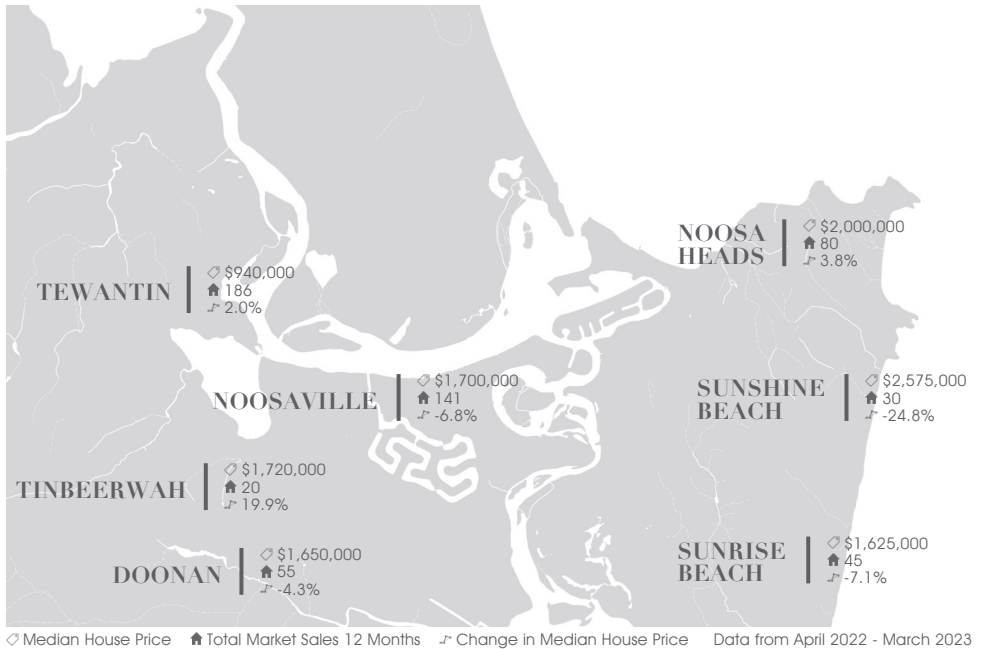 NOOSA
HEADS
$2,000,000
80
3.8%
TEWANTIN
$940,000
186
2.0%
NOOSAVILLE
$1,700,000
141
-6.8%
SUNSHINE
BEACH
$2,575,000
30
-24.8%
TINBEERWAH
$1,720,000
20
19.9%
DOONAN
$1,650,000
55
-4.3%
SUNRISE
BEACH
$1,625,000
45
-7.1%
Median House Price Total Market Sales 12 Months Change in Median House Price Data from April 2022 - March 2023